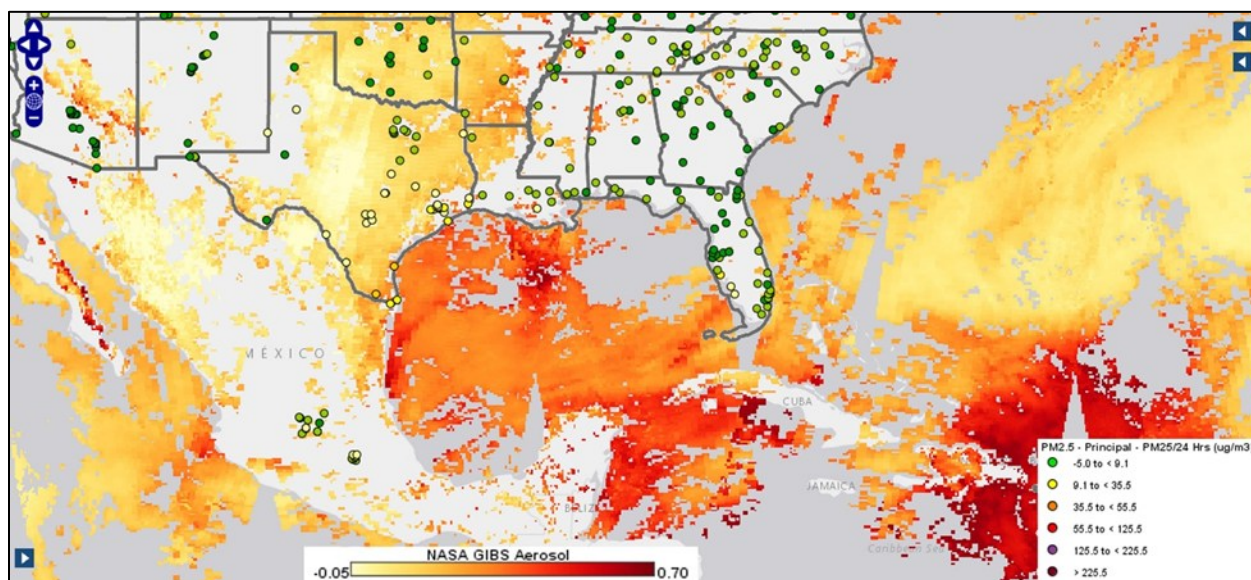 MÉXICO
CUBA
JAMAICA
BELIZ
Caribbean Sea
PM2.5 - Principal - PM25/24 Hrs (ug/m3
-5.0 to < 9.1
9.1 to < 35.5
35.5 to < 55.5
55.5 to < 125.5
125.5 to < 225.5
> 225.5
NASA GIBS Aerosol
-0.05 0.70